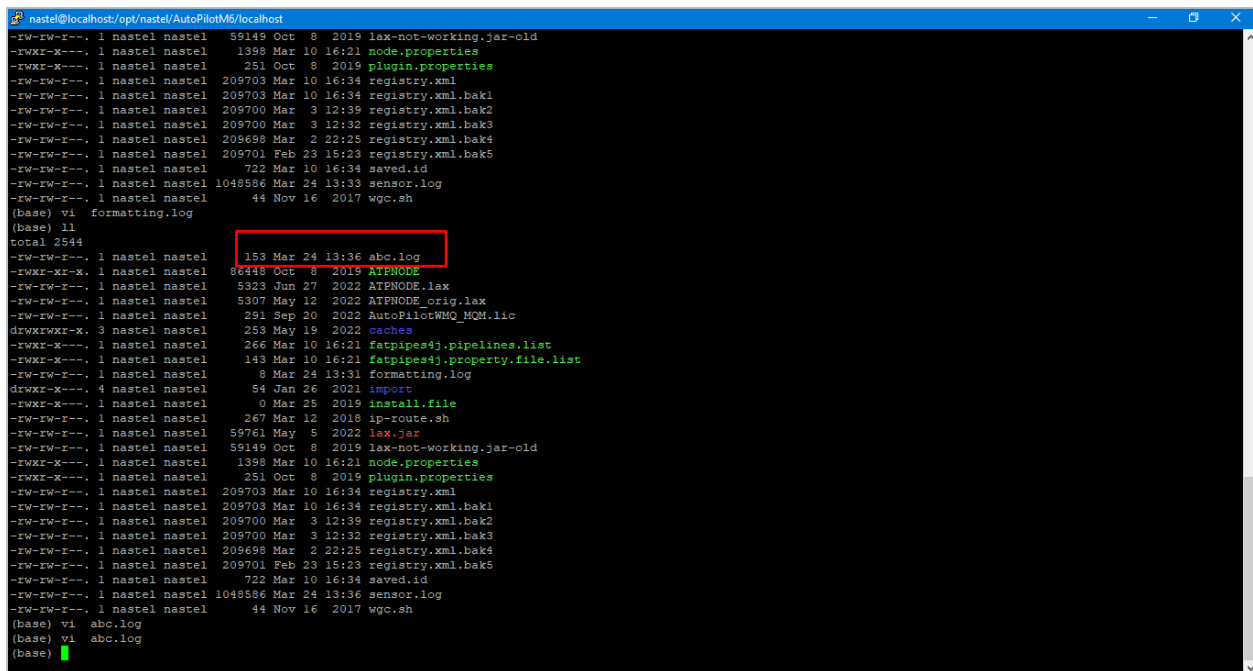 nastel@localhost:/opt/nastel/AutoPilotM6/localhost
-rw-rw-r--. 1 nastel nastel 59149 Oct 8 2019 lax-not-working.jar-old
-rwxr-x---. 1 nastel nastel 1398 Mar 10 16:21 node.properties
-rwxr-x---. 1 nastel nastel 251 Oct 8 2019 plugin.properties
-rw-rw-r--. 1 nastel nastel 209703 Mar 10 16:34 registry.xml
-rw-rw-r--. 1 nastel nastel 209703 Mar 10 16:34 registry.xml.bak1
-rw-rw-r--. 1 nastel nastel 209700 Mar 3 12:39 registry.xml.bak2
-rw-rw-r--. 1 nastel nastel 209700 Mar 3 12:32 registry.xml.bak3
-rw-rw-r--. 1 nastel nastel 209698 Mar 2 22:25 registry.xml.bak4
-rw-rw-r--. 1 nastel nastel 209701 Feb 23 15:23 registry.xml.bak5
-rw-rw-r--. 1 nastel nastel 722 Mar 10 16:34 saved.id
-rw-rw-r--. 1 nastel nastel 1048586 Mar 24 13:33 sensor.log
-rw-rw-r--. 1 nastel nastel 44 Nov 16 2017 wgc.sh
(base) vi formatting.log
(base) ll
total 2544
-rw-rw-r--. 1 nastel nastel 153 Mar 24 13:36 abc.log
-rwxr-xr-x. 1 nastel nastel 86448 Oct 8 2019 ATPNODE
-rw-rw-r--. 1 nastel nastel 5323 Jun 27 2022 ATPNODE.lax
-rw-rw-r--. 1 nastel nastel 5307 May 12 2022 ATPNODE_orig.lax
-rw-rw-r--. 1 nastel nastel 291 Sep 20 2022 AutoPilotWMQ_MQM.lic
drwxrwxr-x. 3 nastel nastel 253 May 19 2022 caches
-rwxr-x---. 1 nastel nastel 266 Mar 10 16:21 fatpipes4j.pipelines.list
-rwxr-x---. 1 nastel nastel 143 Mar 10 16:21 fatpipes4j.property.file.list
-rw-rw-r--. 1 nastel nastel 8 Mar 24 13:31 formatting.log
drwxr-x---. 4 nastel nastel 54 Jan 26 2021 import
-rwxr-x---. 1 nastel nastel 0 Mar 25 2019 install.file
-rw-rw-r--. 1 nastel nastel 267 Mar 12 2018 ip-route.sh
-rw-rw-r--. 1 nastel nastel 59761 May 5 2022 lax.jar
-rw-rw-r--. 1 nastel nastel 59149 Oct 8 2019 lax-not-working.jar-old
-rwxr-x---. 1 nastel nastel 1398 Mar 10 16:21 node.properties
-rwxr-x---. 1 nastel nastel 251 Oct 8 2019 plugin.properties
-rw-rw-r--. 1 nastel nastel 209703 Mar 10 16:34 registry.xml
-rw-rw-r--. 1 nastel nastel 209703 Mar 10 16:34 registry.xml.bak1
-rw-rw-r--. 1 nastel nastel 209700 Mar 3 12:39 registry.xml.bak2
-rw-rw-r--. 1 nastel nastel 209700 Mar 3 12:32 registry.xml.bak3
-rw-rw-r--. 1 nastel nastel 209698 Mar 2 22:25 registry.xml.bak4
-rw-rw-r--. 1 nastel nastel 209701 Feb 23 15:23 registry.xml.bak5
-rw-rw-r--. 1 nastel nastel 722 Mar 10 16:34 saved.id
-rw-rw-r--. 1 nastel nastel 1048586 Mar 24 13:36 sensor.log
-rw-rw-r--. 1 nastel nastel 44 Nov 16 2017 wgc.sh
(base) vi abc.log
(base) vi abc.log
(base)